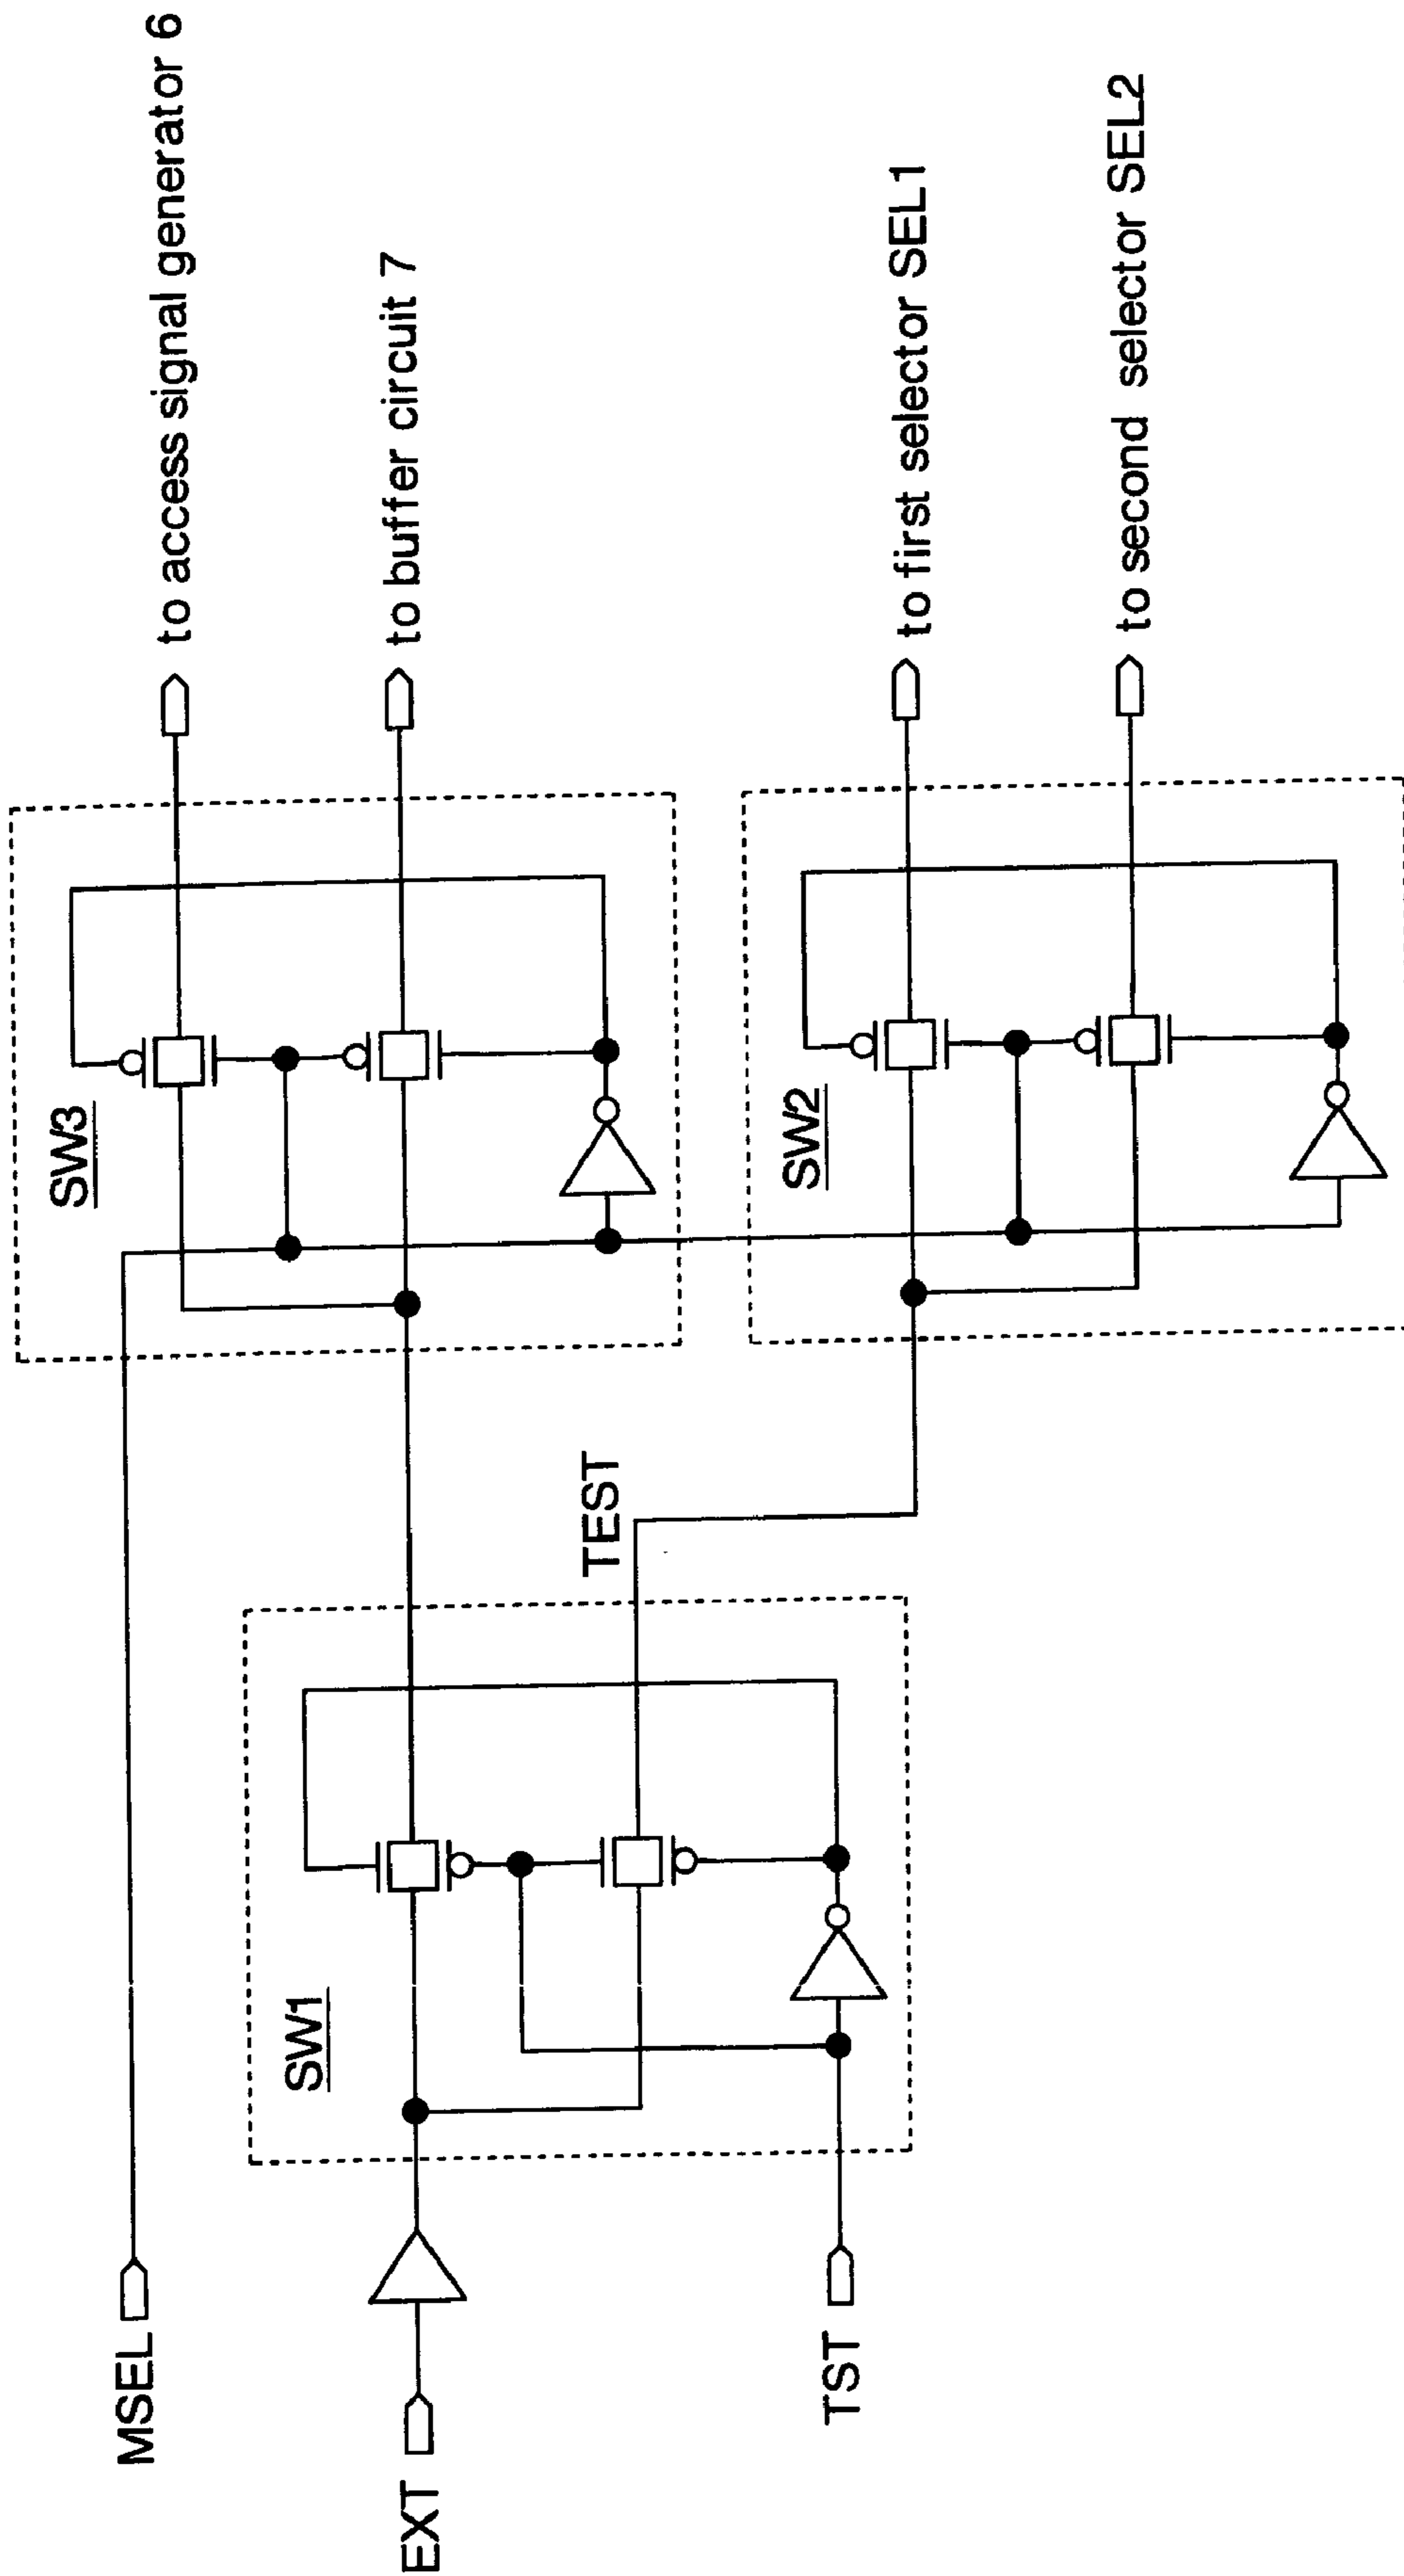 MSEL
EXT
TST
SW1
TEST
SW3
SW2
to access signal generator 6
to buffer circuit 7
to first selector SEL1
to second selector SEL2